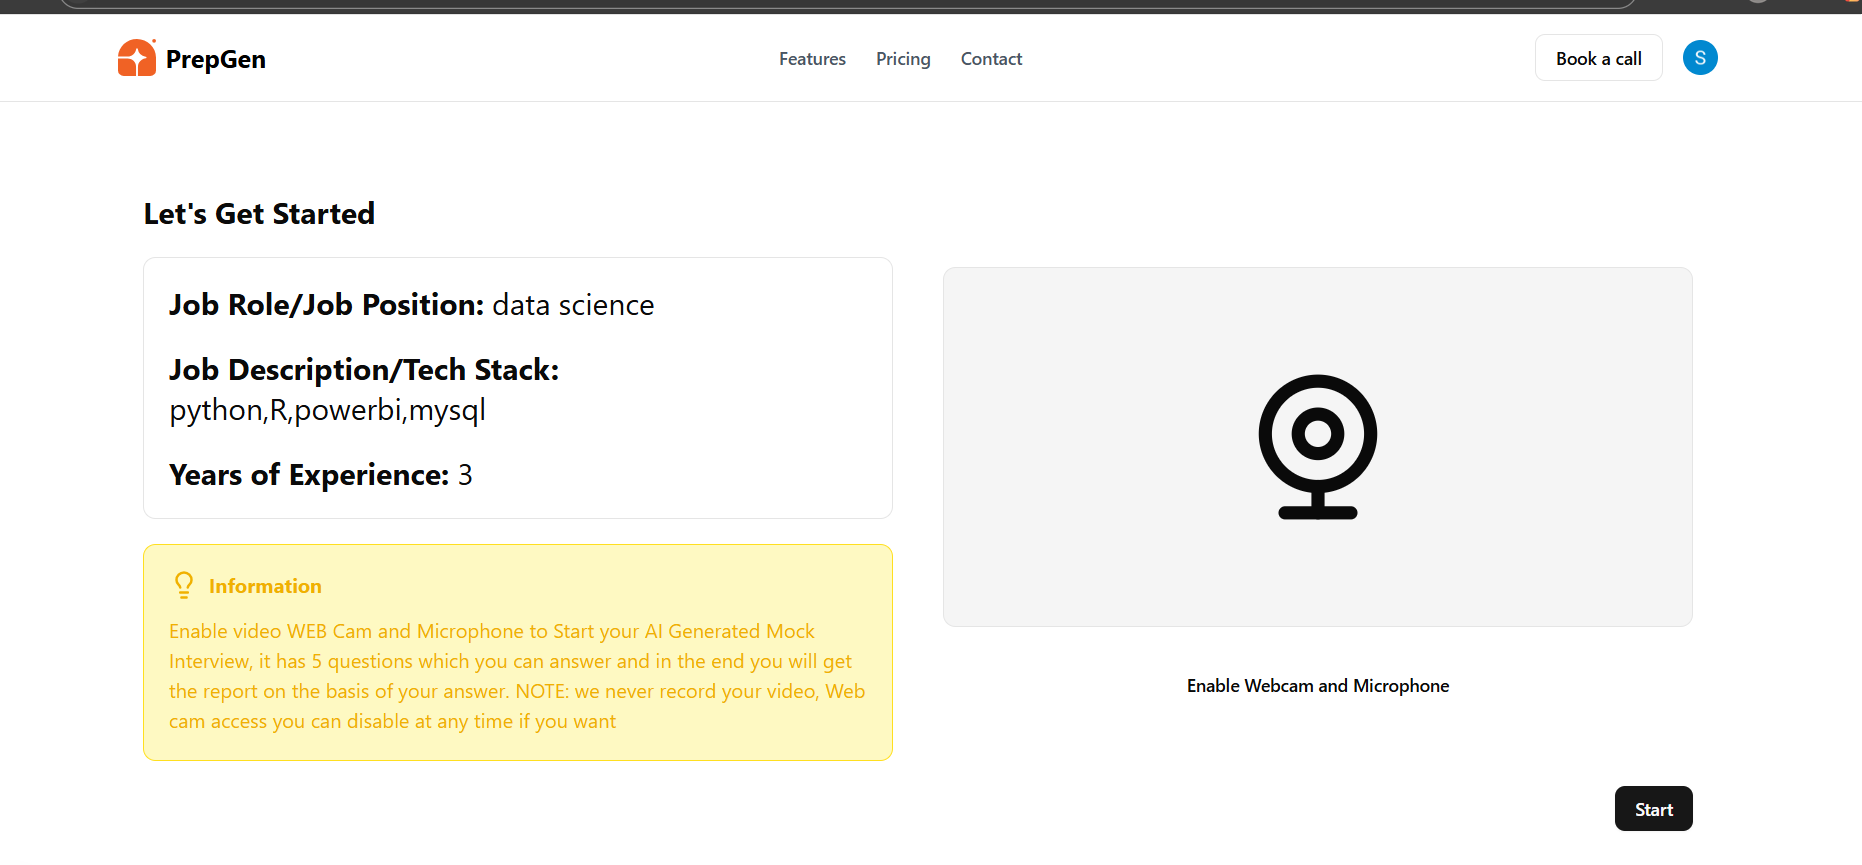 PrepGen
Features
Pricing
Contact
Book a call
S
Let's Get Started
Job Role/Job Position: data science
Job Description/Tech Stack:
python,R,powerbi,mysql
Years of Experience: 3
Information
Enable video WEB Cam and Microphone to Start your AI Generated Mock
Interview, it has 5 questions which you can answer and in the end you will get
the report on the basis of your answer. NOTE: we never record your video, Web
cam access you can disable at any time if you want
Enable Webcam and Microphone
Start